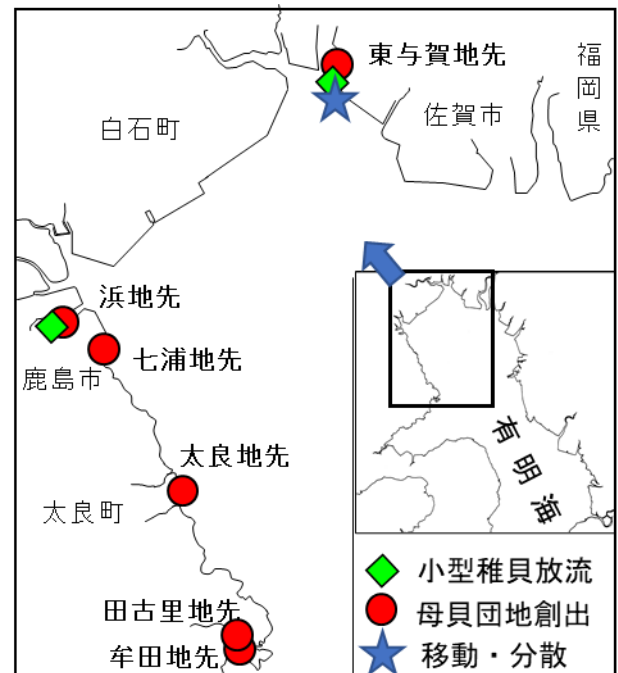 東与賀地先
福岡県
佐賀市
白石町
浜地先
七浦地先
鹿島市
太良地先
有明海
太良町
小型稚貝放流
田古里地先
母貝団地創出
牟田地先
移動・分散